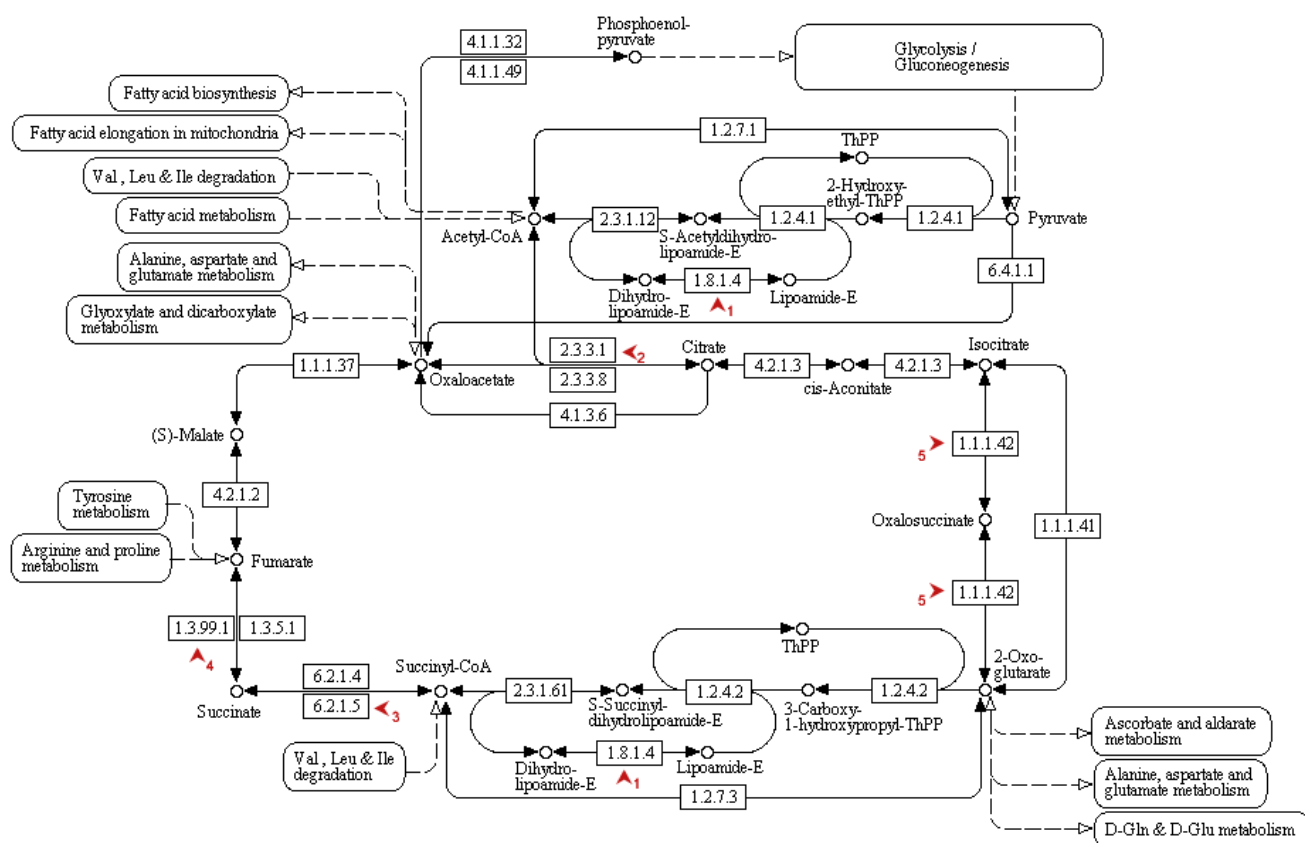 Phosphoenol-
pyruvate
4.1.1.32
4.1.1.49
Glycolysis /
Gluconeogenesis
Fatty acid biosynthesis
Fatty acid elongation in mitochondria
Val , Leu & Ile degradation
Fatty acid metabolism
Alanine, aspartate and
glutamate metabolism
Glyoxylate and dicarboxylate
metabolism
1.2.7.1
ThPP
2-Hydroxy-
ethyl-ThPP
Acetyl-CoA
2.3.1.12
S-Acetyldihydro-
lipoamide-E
1.2.4.1
1.2.4.1
Pyruvate
6.4.1.1
Dihydro-
lipoamide-E
1.8.1.4
Lipoamide-E
1
1.1.1.37
Oxaloacetate
2.3.3.1
2
2.3.3.8
4.1.3.6
Citrate
4.2.1.3
cis-Aconitate
4.2.1.3
Isocitrate
(S)-Malate
4.2.1.2
5
1.1.1.42
Tyrosine
metabolism
Arginine and proline
metabolism
Fumarate
Oxalosuccinate
1.1.1.41
5
1.1.1.42
1.3.99.1
1.3.5.1
4
ThPP
2-Oxo-
glutarate
Succinate
6.2.1.4
6.2.1.5
3
Succinyl-CoA
2.3.1.61
S-Succinyl-
dihydrolipoamide-E
1.2.4.2
3-Carboxy-
1-hydroxypropyl-ThPP
1.2.4.2
Val , Leu & Ile
degradation
Dihydro-
lipoamide-E
1.8.1.4
Lipoamide-E
1
1.2.7.3
Ascorbate and aldarate
metabolism
Alanine, aspartate and
glutamate metabolism
D-Gln & D-Glu metabolism